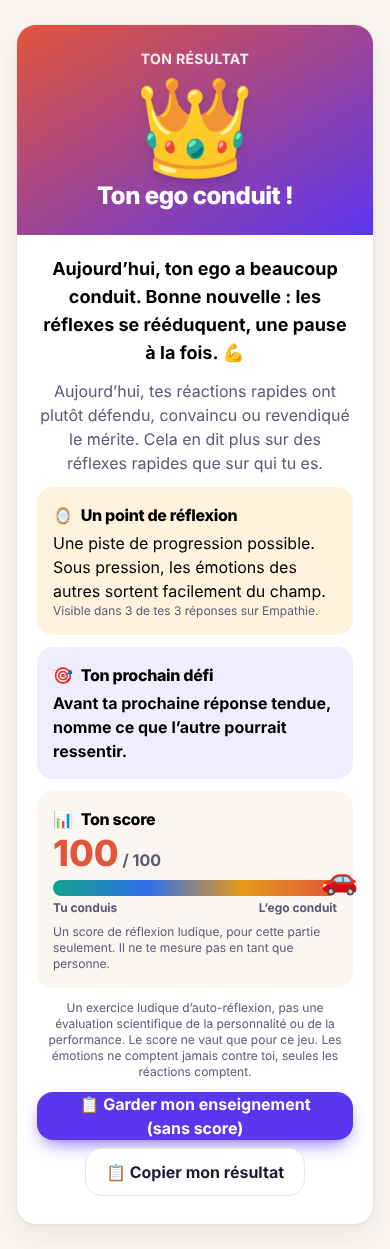 TON RÉSULTAT
Ton ego conduit !
Aujourd’hui, ton ego a beaucoup
conduit. Bonne nouvelle : les
réflexes se rééduquent, une pause
à la fois. 💪
Aujourd’hui, tes réactions rapides ont
plutôt défendu, convaincu ou revendiqué
le mérite. Cela en dit plus sur des
réflexes rapides que sur qui tu es.
🪞 Un point de réflexion
Une piste de progression possible.
Sous pression, les émotions des
autres sortent facilement du champ.
Visible dans 3 de tes 3 réponses sur Empathie.
🎯 Ton prochain défi
Avant ta prochaine réponse tendue,
nomme ce que l’autre pourrait
ressentir.
📊 Ton score
100 / 100
Tu conduis
L’ego conduit
Un score de réflexion ludique, pour cette partie
seulement. Il ne te mesure pas en tant que
personne.
Un exercice ludique d’auto-réflexion, pas une
évaluation scientifique de la personnalité ou de la
performance. Le score ne vaut que pour ce jeu. Les
émotions ne comptent jamais contre toi, seules les
réactions comptent.
📋 Garder mon enseignement
(sans score)
📋 Copier mon résultat